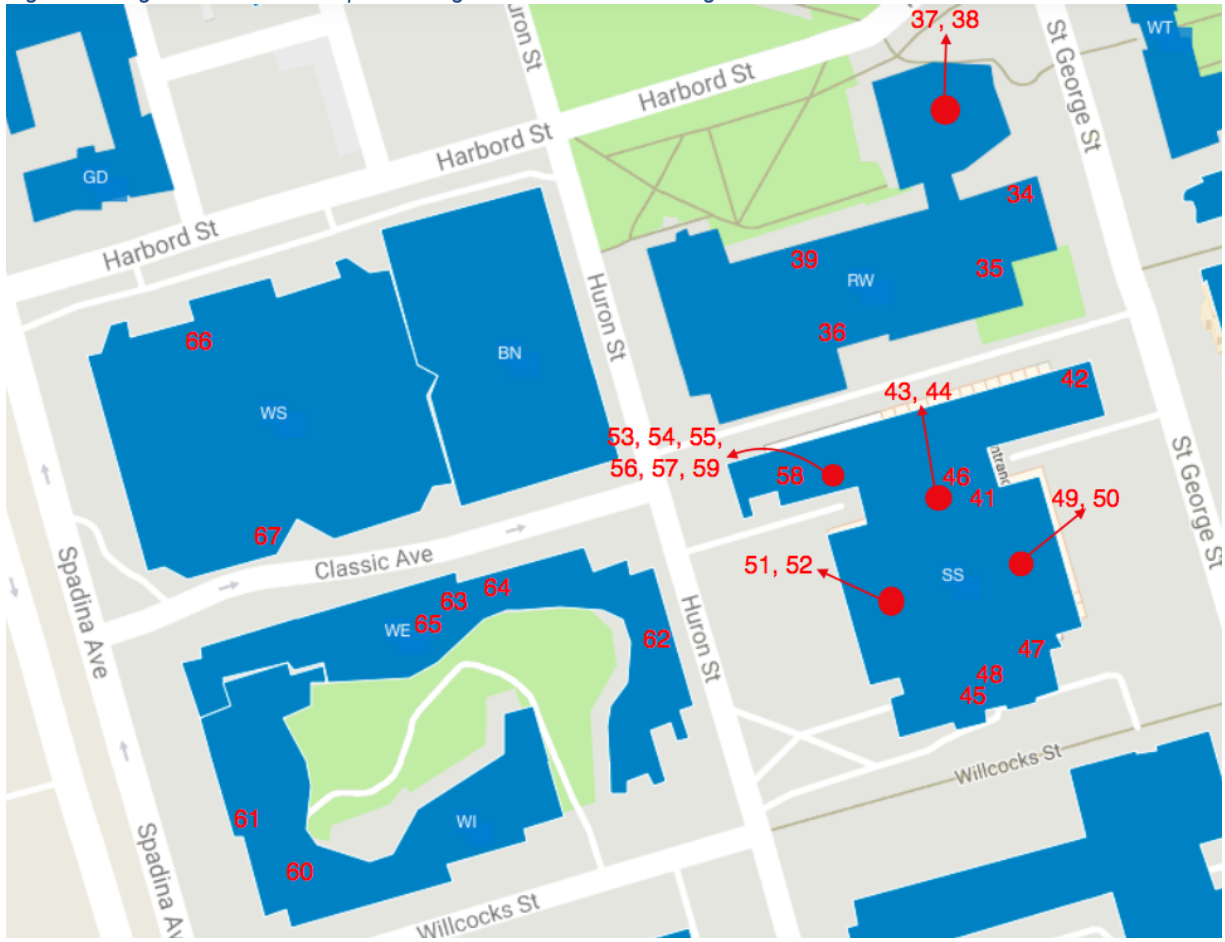 37, 38
WT
uron St
St George St
Harbord St
Harbord St
Harbord St
GD
34
39
35
RW
36
Huron St
66
BN
WS
42
43, 44
53, 54, 55,
56, 57, 59
58
46
41
49, 50
St George St
67
Classic Ave
51, 52
SS
Spadina Ave
64
63
65
WE
62
Huron St
47
48
45
Willcocks St
61
WI
60
Spadina Av
Willcocks St